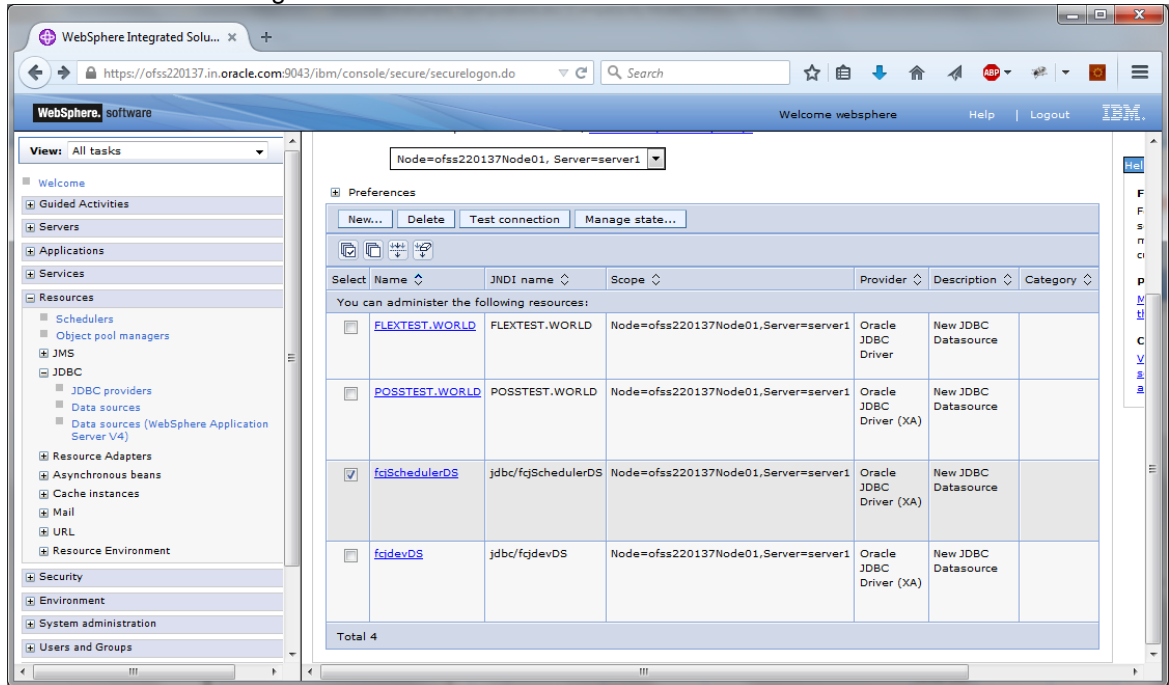 WebSphere Integrated Solu...
https://ofss220137.in.oracle.com:9043/ibm/console/secure/securelogon.do
Search
ABP
WebSphere. software
Welcome websphere
Help | Logout
IBM.
View: All tasks
Welcome
Guided Activities
Servers
Applications
Services
Resources
Schedulers
Object pool managers
JMS
JDBC
JDBC providers
Data sources
Data sources (WebSphere Application
Server V4)
Resource Adapters
Asynchronous beans
Cache instances
Mail
URL
Resource Environment
Security
Environment
System administration
Users and Groups
Node=ofss220137Node01, Server=server1
Preferences
New... Delete Test connection Manage state...
Select Name JNDI name Scope Provider Description Category
You can administer the following resources:
FLEXTEST.WORLD FLEXTEST.WORLD Node=ofss220137Node01,Server=server1 Oracle New JDBC
JDBC Datasource
Driver
POSSTEST.WORLD POSSTEST.WORLD Node=ofss220137Node01,Server=server1 Oracle New JDBC
JDBC Datasource
Driver (XA)
fcjSchedulerDS jdbc/fcjSchedulerDS Node=ofss220137Node01,Server=server1 Oracle New JDBC
JDBC Datasource
Driver (XA)
fcjdevDS jdbc/fcjdevDS Node=ofss220137Node01,Server=server1 Oracle New JDBC
JDBC Datasource
Driver (XA)
Total 4
Hel